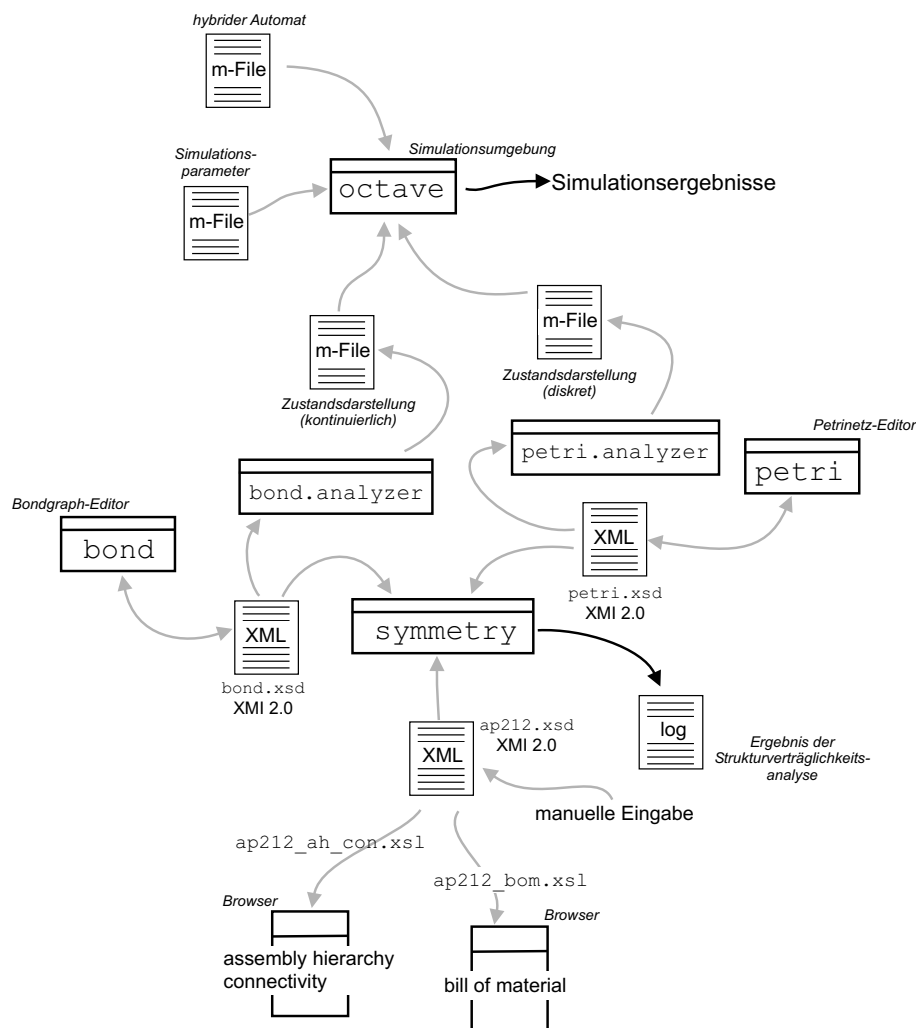 hybrider Automat
m-File
Simulations-
parameter
m-File
Simulationsumgebung
octave
Simulationsergebnisse
m-File
Zustandsdarstellung
(kontinuierlich)
m-File
Zustandsdarstellung
(diskret)
petri.analyzer
Petrinetz-Editor
petri
bond.analyzer
Bondgraph-Editor
bond
XML
petri.xsd
XMI 2.0
XML
bond.xsd
XMI 2.0
symmetry
log
Ergebnis der
Strukturverträglichkeits-
analyse
XML
ap212.xsd
XMI 2.0
manuelle Eingabe
ap212_ah_con.xsl
ap212_bom.xsl
Browser
assembly hierarchy
connectivity
Browser
bill of material